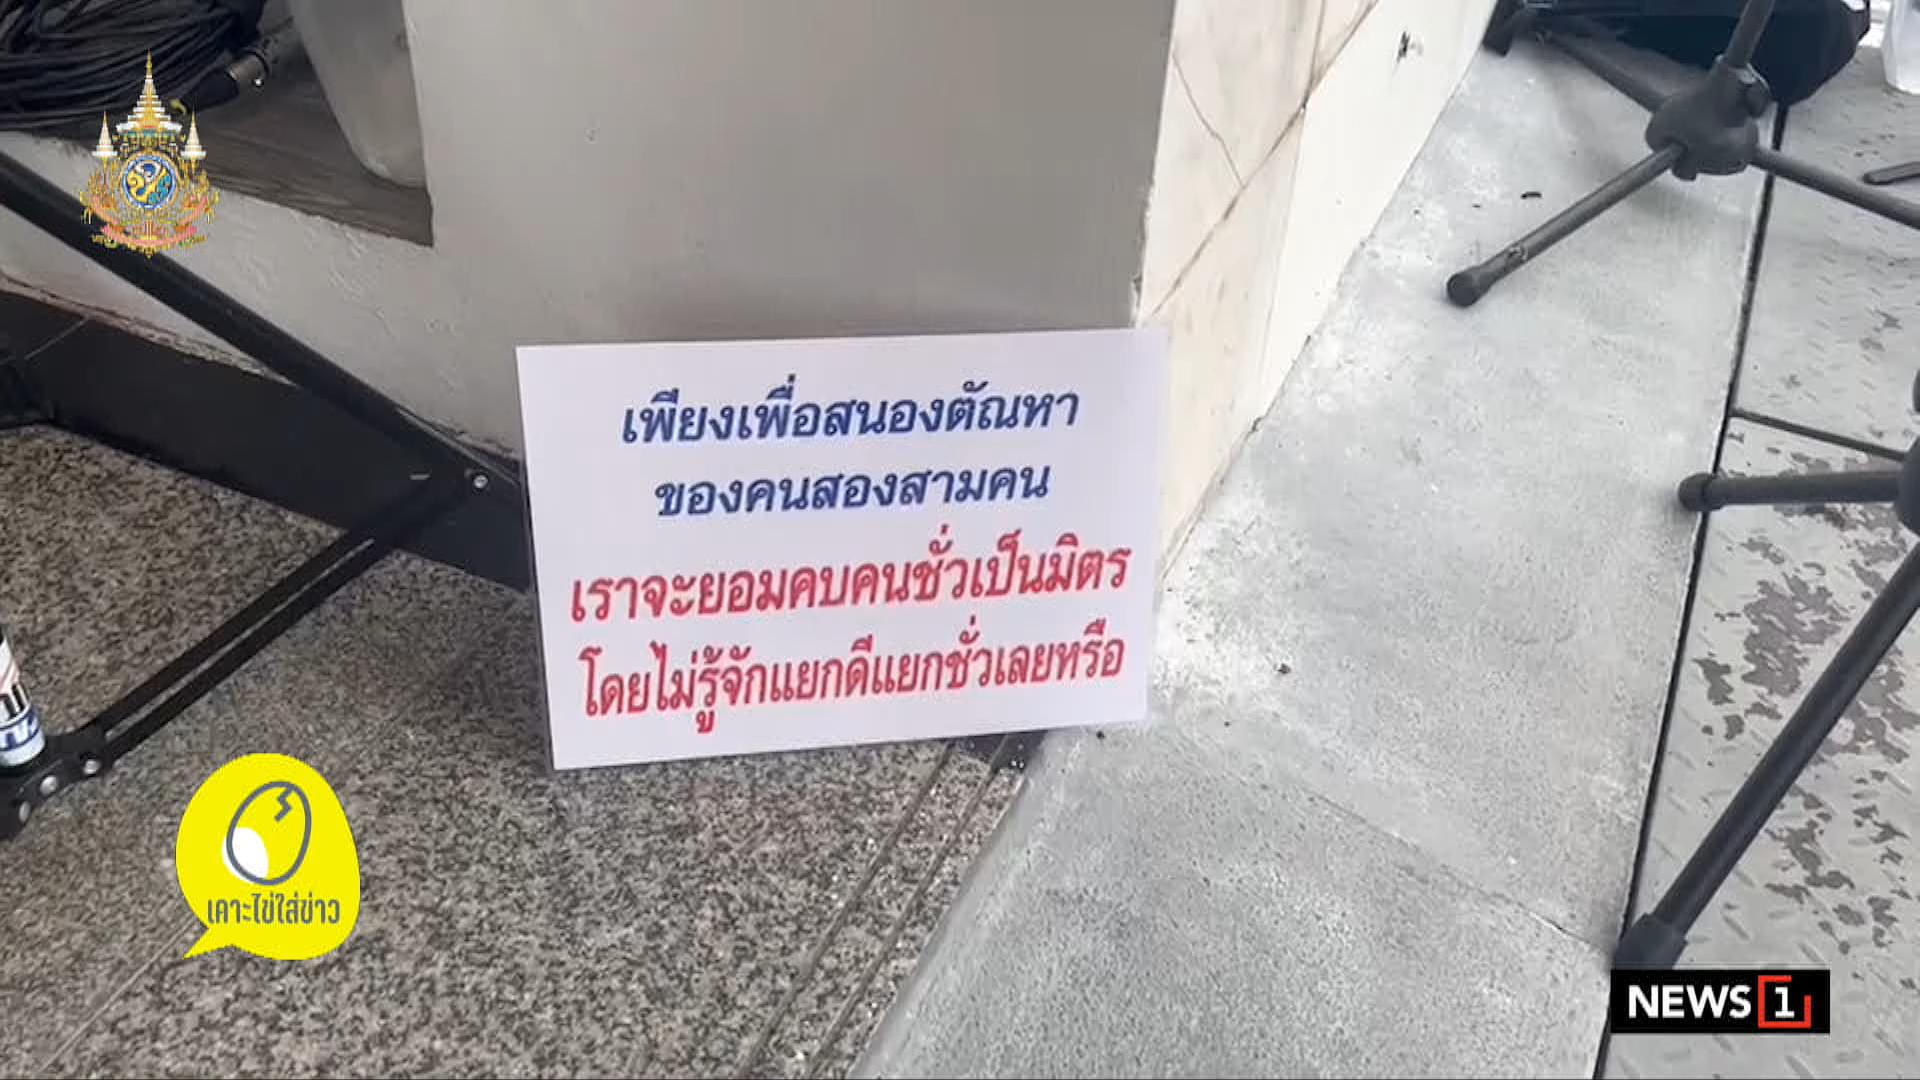 เพียงเพื่อสนองตัณหา
ของคนสองสามคน
เราจะยอมคบคนชั่วเป็นมิตร
โดยไม่รู้จักแยกดีแยกชั่วเลยหรือ
เคาะไข่ใส่ข่าว
NEWS 1